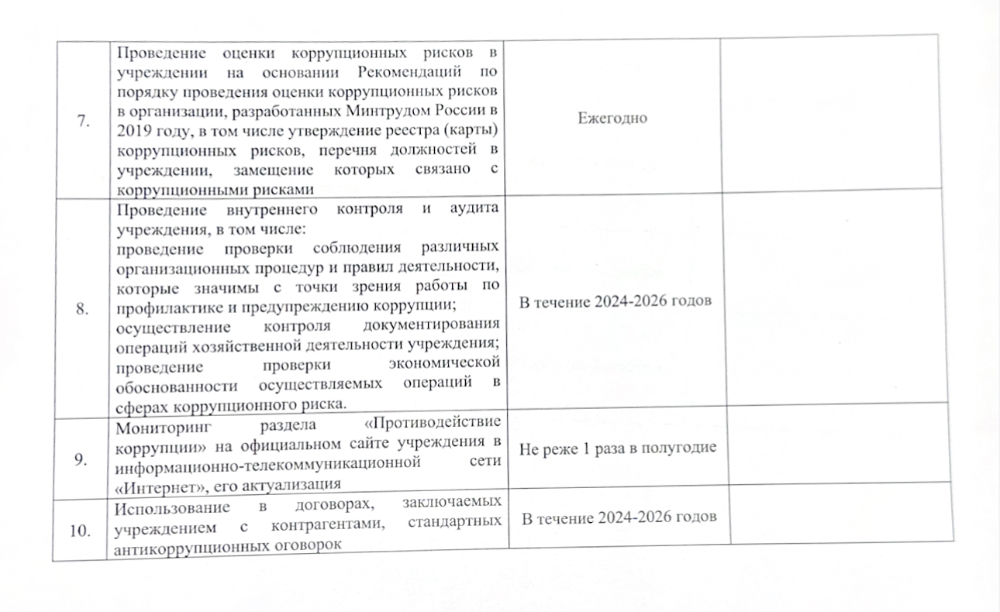 7.
Проведение оценки коррупционных рисков в
учреждении на основании Рекомендаций по
порядку проведения оценки коррупционных рисков
в организации, разработанных Минтрудом России в
2019 году, в том числе утверждение реестра (карты)
коррупционных рисков, перечня должностей в
учреждении, замещение которых связано с
коррупционными рисками
Ежегодно
8.
Проведение внутреннего контроля и аудита
учреждения, в том числе:
проведение проверки соблюдения различных
организационных процедур и правил деятельности,
которые значимы с точки зрения работы по
профилактике и предупреждению коррупции;
осуществление контроля документирования
операций хозяйственной деятельности учреждения;
проведение проверки экономической
обоснованности осуществляемых операций в
сферах коррупционного риска.
В течение 2024-2026 годов
9.
Мониторинг раздела «Противодействие
коррупции» на официальном сайте учреждения в
информационно-телекоммуникационной сети
«Интернет», его актуализация
Не реже 1 раза в полугодие
10.
Использование в договорах, заключаемых
учреждением с контрагентами, стандартных
антикоррупционных оговорок
В течение 2024-2026 годов